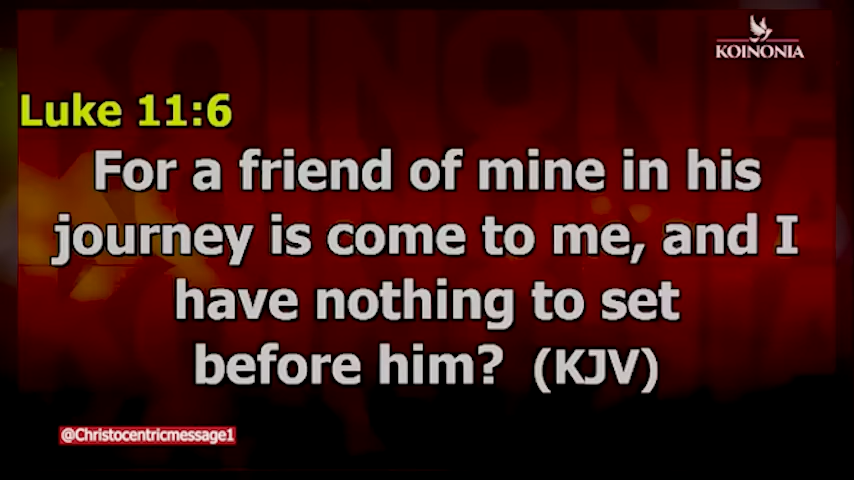 KOINONIA
Luke 11:6
For a friend of mine in his
journey is come to me, and I
have nothing to set
before him? (KJV)
@Christocentricmessage1